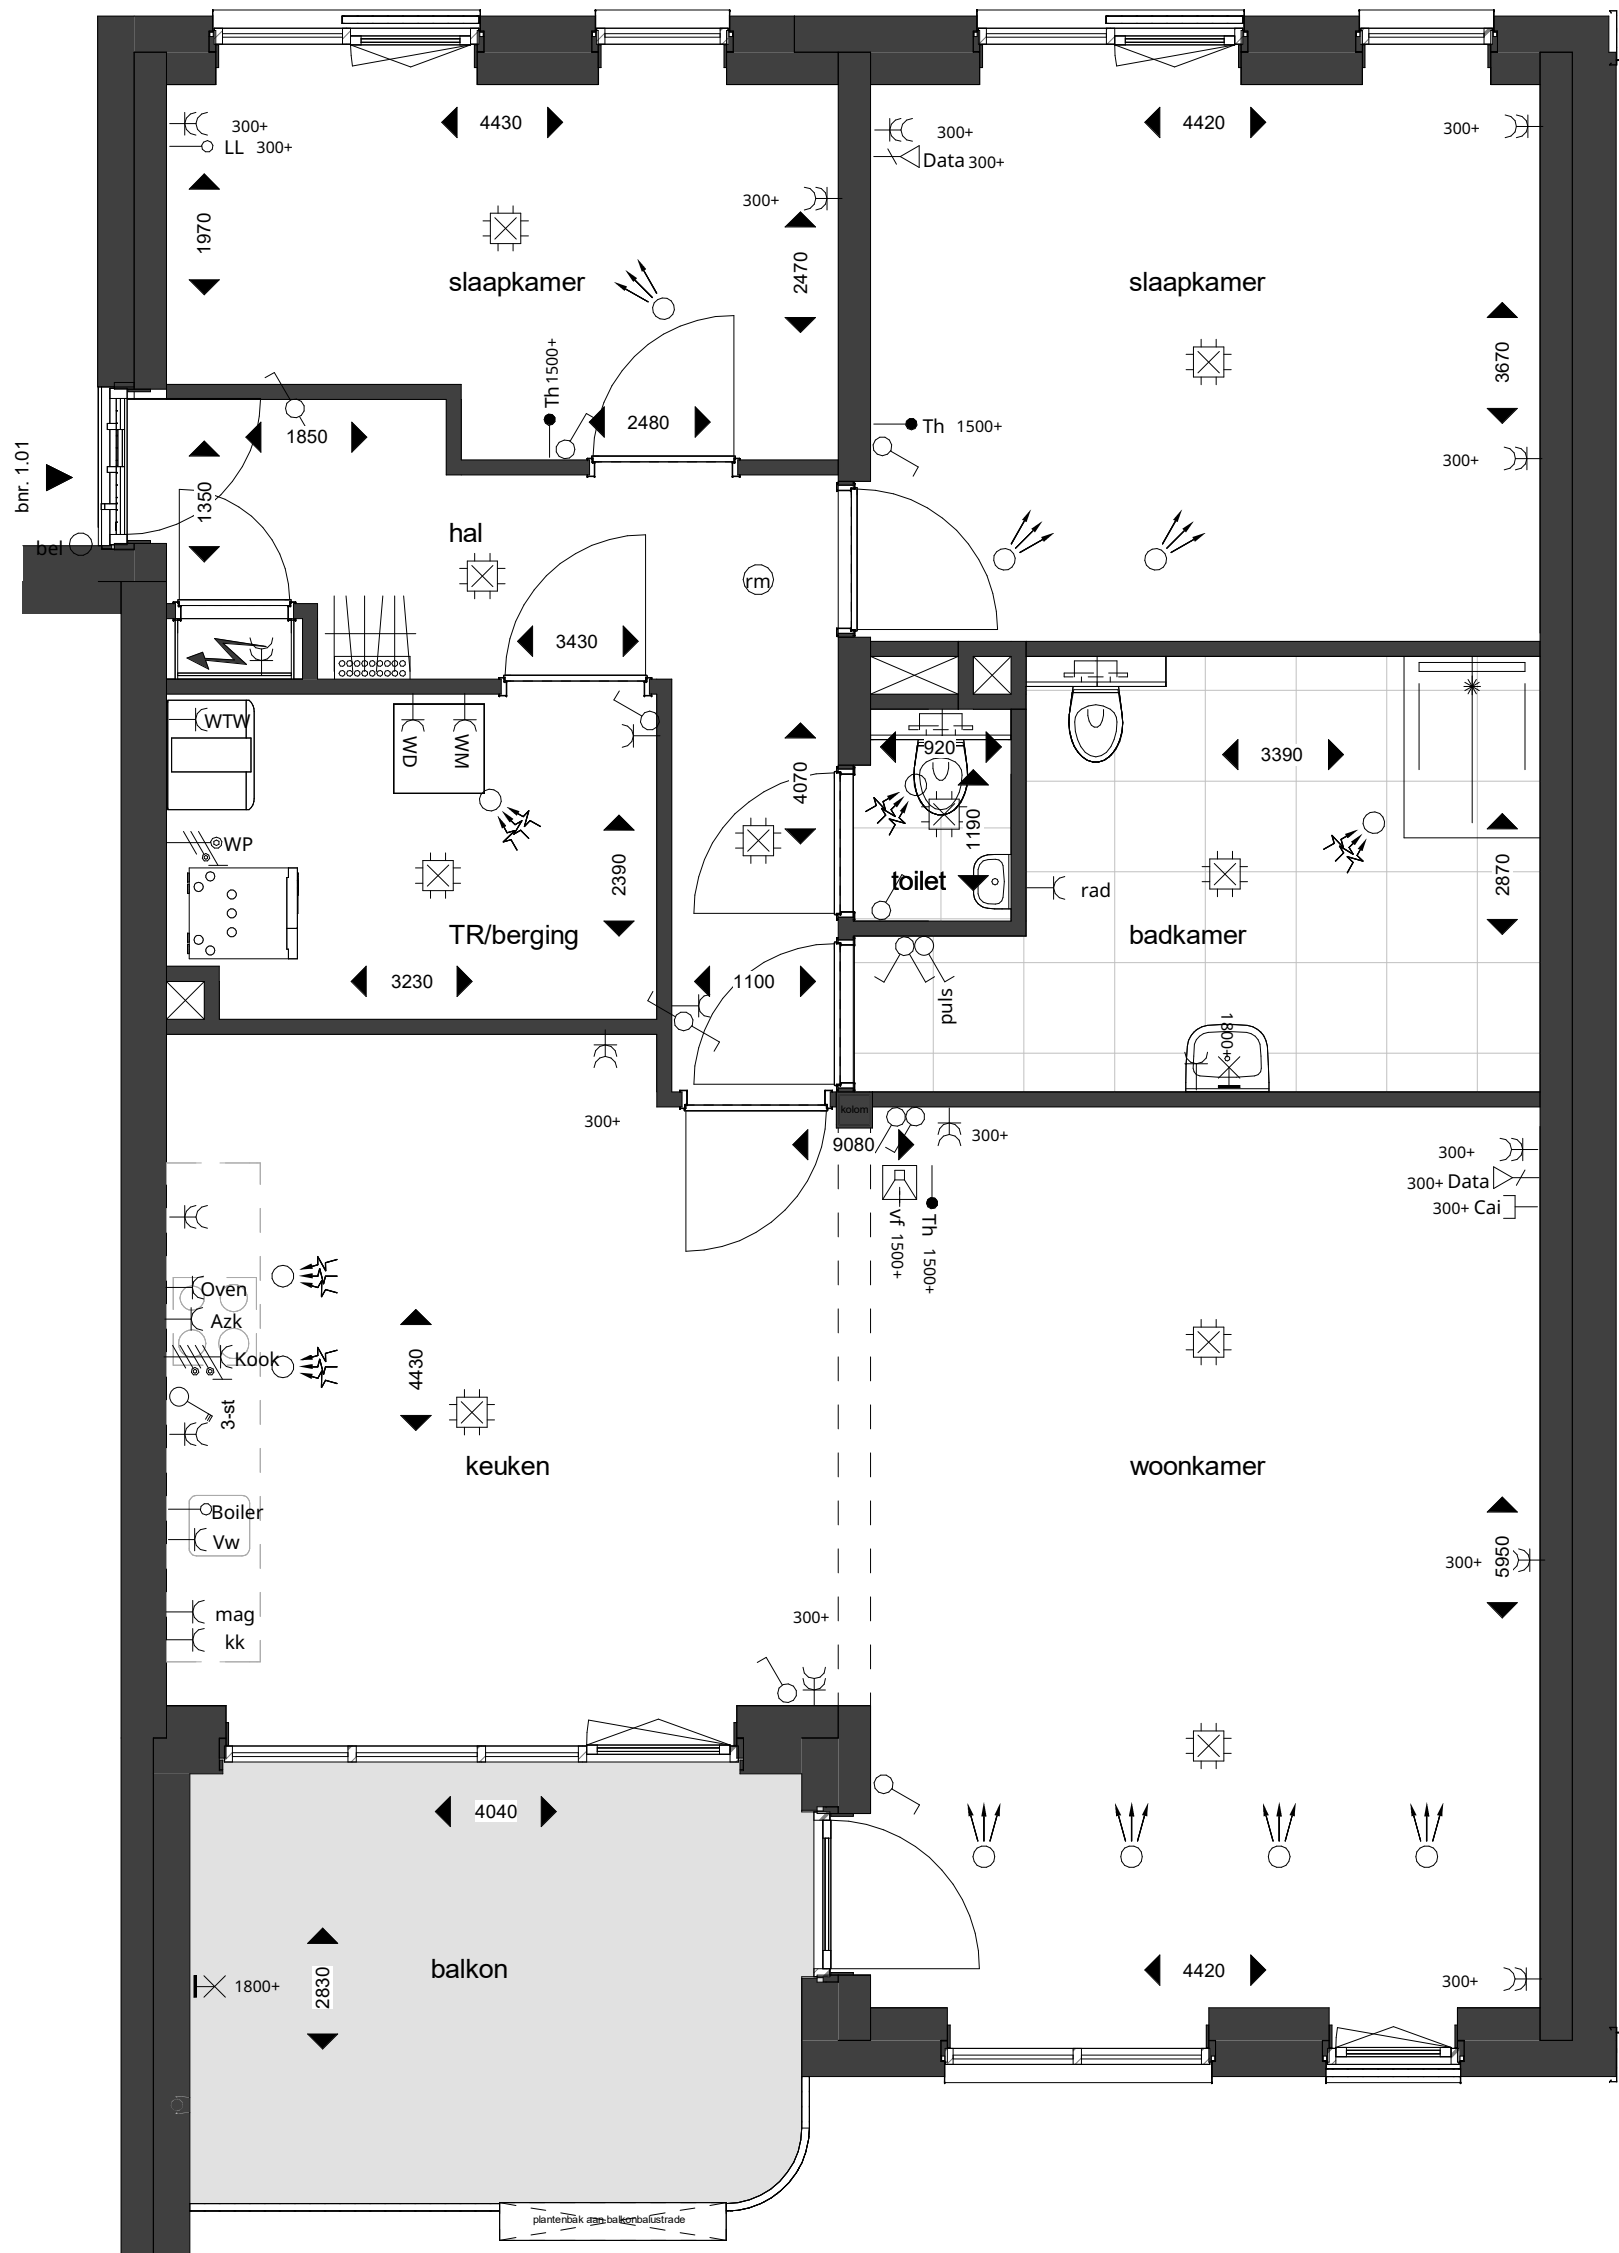 4430
4420
300+
LL 300+
300+
Data 300+
300+
300+
1970
2470
slaapkamer
slaapkamer
3670
Th 1500+
2480
Th 1500+
300+
1850
bnr. 1.01
1350
bel
hal
rm
3430
WTW
WD
WM
920
3390
4070
1190
WP
2390
toilet
rad
2870
TR/berging
badkamer
3230
1100
puls
1800+
kolom
300+
9080
300+
300+
300+ Data
300+ Cai
vf 1500+
Th 1500+
Oven
Azk
Kook
4430
3-st
keuken
woonkamer
Boiler
Vw
5950
300+
mag
kk
300+
4040
balkon
4420
1800+
2830
300+
plantenbak aan balkonbalustrade